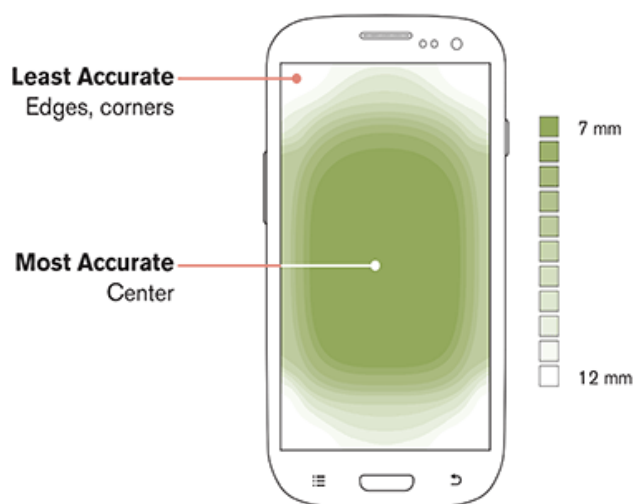 Least Accurate
Edges, corners
7 mm
Most Accurate
Center
12 mm